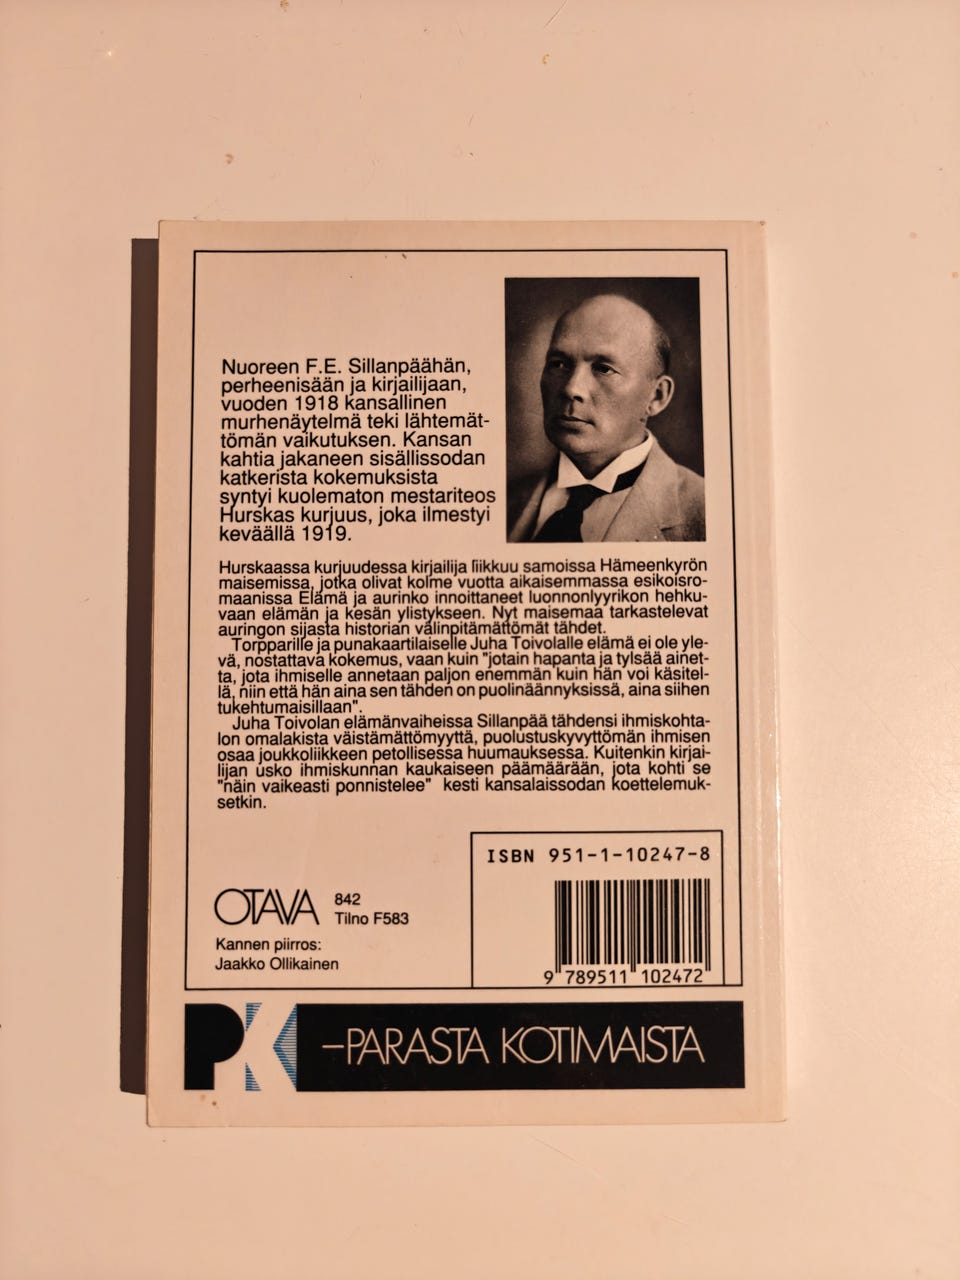 Nuoreen F.E. Sillanpäähän,
perheenisään ja kirjailijaan,
vuoden 1918 kansallinen
murhenäytelmä teki lähtemät-
tömän vaikutuksen. Kansan
kahtia jakaneen sisällissodan
katkerista kokemuksista
syntyi kuolematon mestariteos
Hurskas kurjuus, joka ilmestyi
keväällä 1919.
Hurskaassa kurjuudessa kirjailija liikkuu samoissa Hämeenkyrön
maisemissa, jotka olivat kolme vuotta aikaisemmassa esikoisro-
maanissa Elämä ja aurinko innoittaneet luonnonlyyrikon hehku-
vaan elämän ja kesän ylistykseen. Nyt maisemaa tarkastelevat
auringon sijasta historian välinpitämättömät tähdet.
Torpparille ja punakaartilaiselle Juha Toivolalle elämä ei ole yle-
vä, nostattava kokemus, vaan kuin "jotain hapanta ja tylsää ainet-
ta, jota ihmiselle annetaan paljon enemmän kuin hän voi käsitel-
lä, niin että hän aina sen tähden on puolinäännyksissä, aina siihen
tukehtumaisillaan".
Juha Toivolan elämänvaiheissa Sillanpää tähdensi ihmiskohta-
lon omalakista väistämättömyyttä, puolustuskyvyttömän ihmisen
osaa joukkoliikkeen petollisessa huumauksessa. Kuitenkin kirjai-
lijan usko ihmiskunnan kaukaiseen päämäärään, jota kohti se
"näin vaikeasti ponnistelee" kesti kansalaissodan koettelemuk-
setkin.
ISBN 951-1-10247-8
9 789511 102472
OTAVA
842
Tilno F583
Kannen piirros:
Jaakko Ollikainen
PK –PARASTA KOTIMAISTA